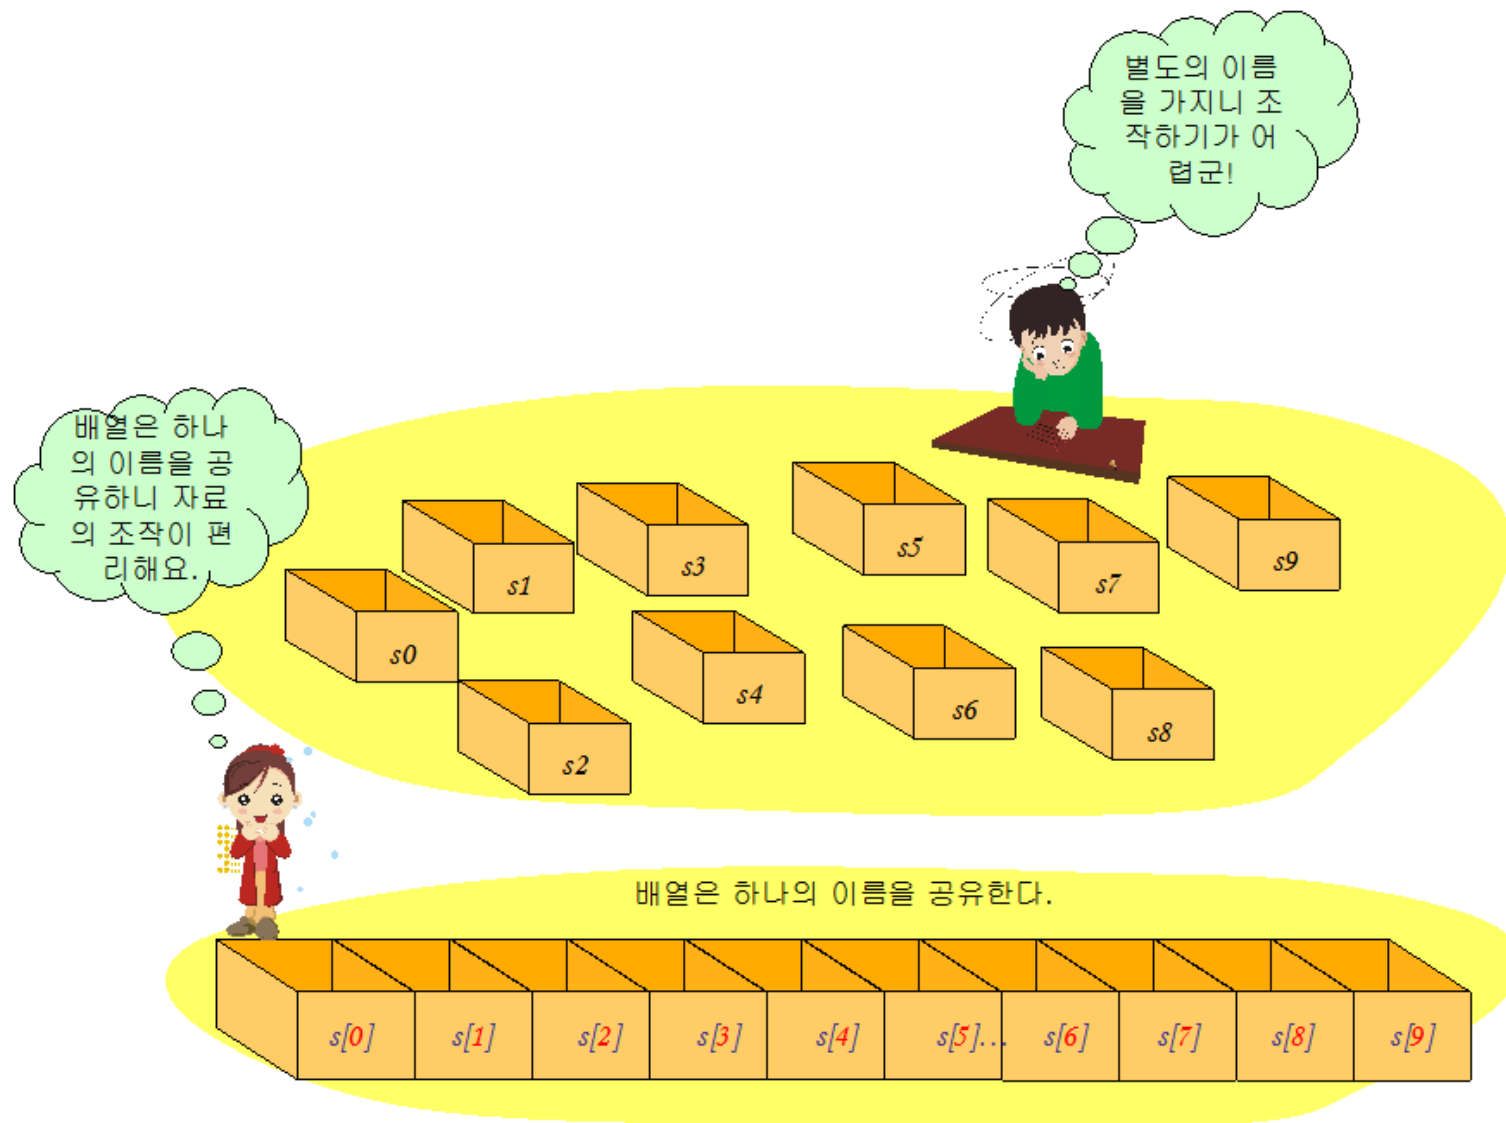 별도의 이름
을 가지니 조
작하기가 어
렵군!
배열은 하나
의 이름을 공
유하니 자료
의 조작이 편
리해요.
s5
s9
s3
s7
s1
s0
s4
s6
s8
s2
배열은 하나의 이름을 공유한다.
s[0] s[1] s[2] s[3] s[4] s[5]... s[6] s[7] s[8] s[9]